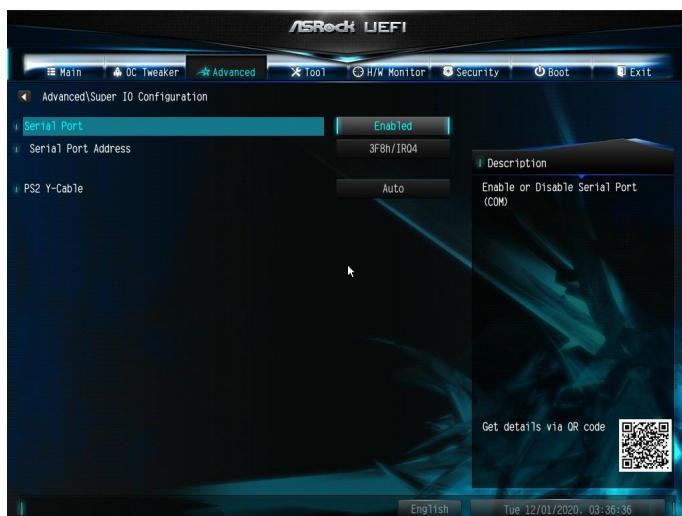 ASRock UEFI
Main OC Tweaker Advanced Tool H/W Monitor Security Boot Exit
Advanced\Super IO Configuration
Serial Port Enabled
Serial Port Address 3F8h/IRQ4
PS2 Y-Cable Auto
Description
Enable or Disable Serial Port
(COM)
Get details via QR code
English Tue 12/01/2020. 03:36:36